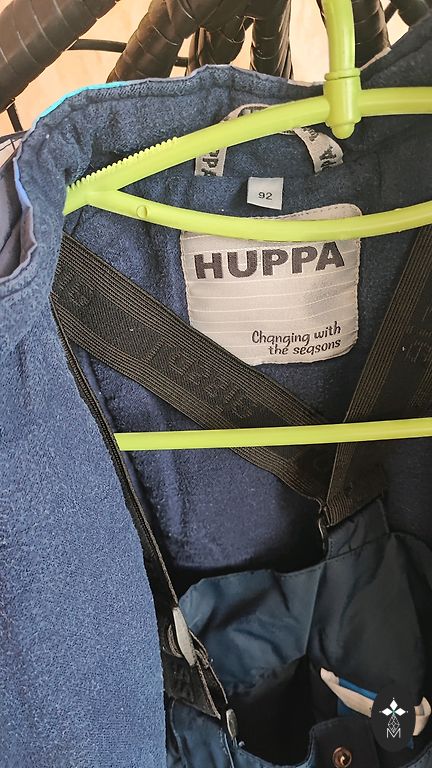 92
HUPPA
Changing with
the seasons